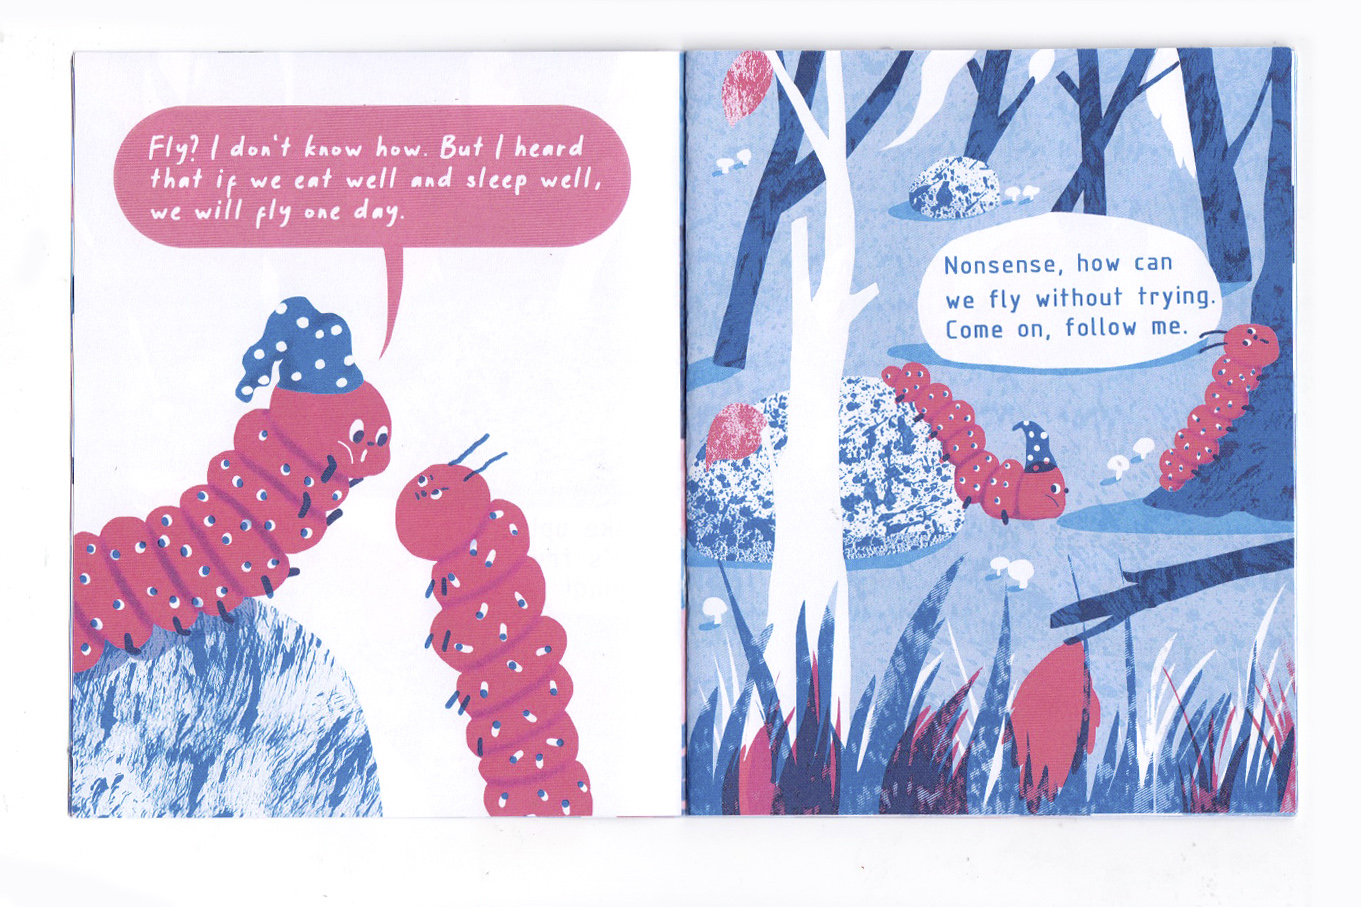 Fly? I don't know how. But I heard
that if we eat well and sleep well,
we will fly one day.
Nonsense, how can
we fly without trying.
Come on, follow me.